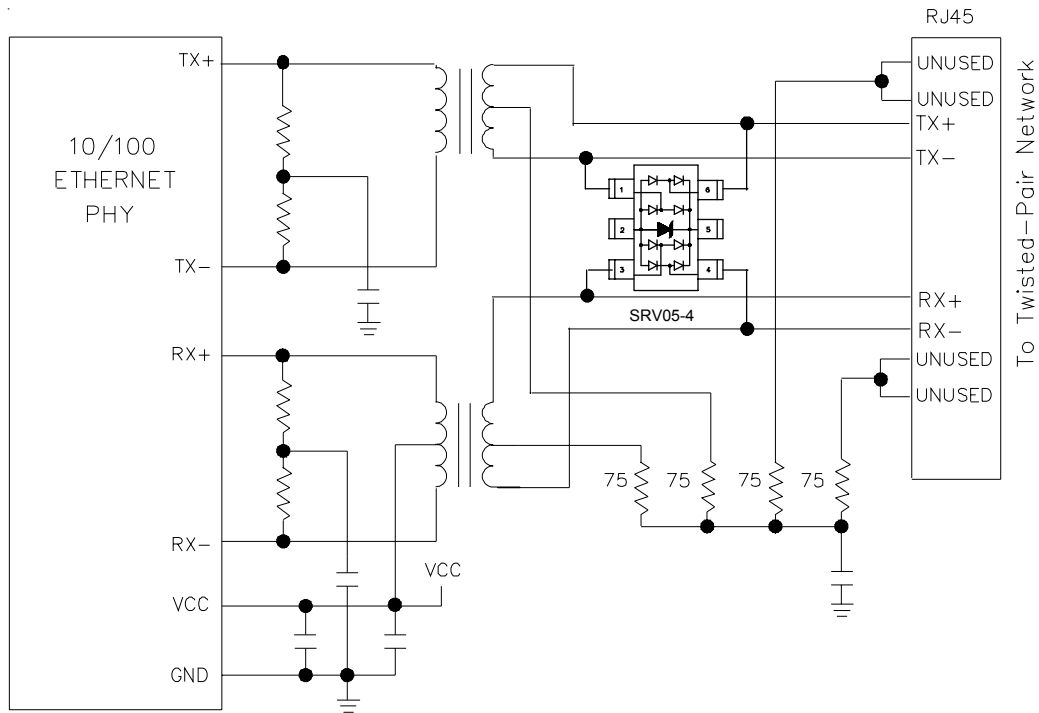 RJ45
TX+
UNUSED
UNUSED
TX+
TX-
10/100
ETHERNET
PHY
1
6
2
5
3
4
TX-
SRV05-4
RX+
RX-
UNUSED
UNUSED
To Twisted-Pair Network
RX+
75
75
75
75
RX-
VCC
VCC
GND